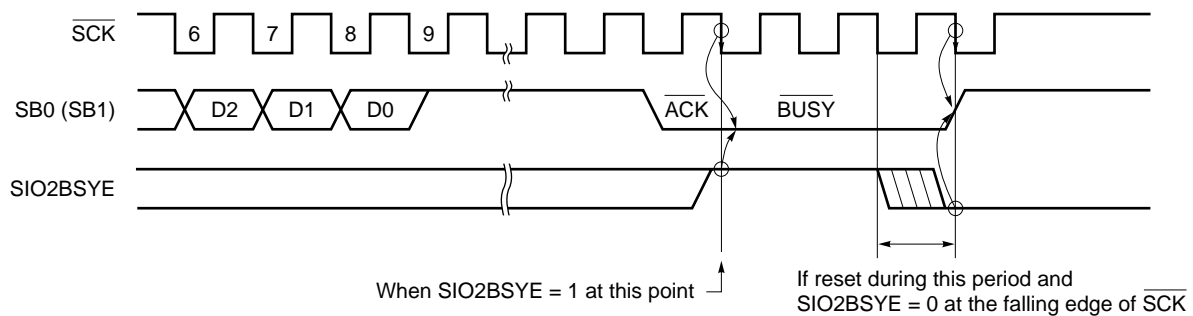 SCK
6 7 8 9
SB0 (SB1)
D2 D1 D0
ACK
BUSY
SIO2BSYE
When SIO2BSYE = 1 at this point
If reset during this period and
SIO2BSYE = 0 at the falling edge of SCK